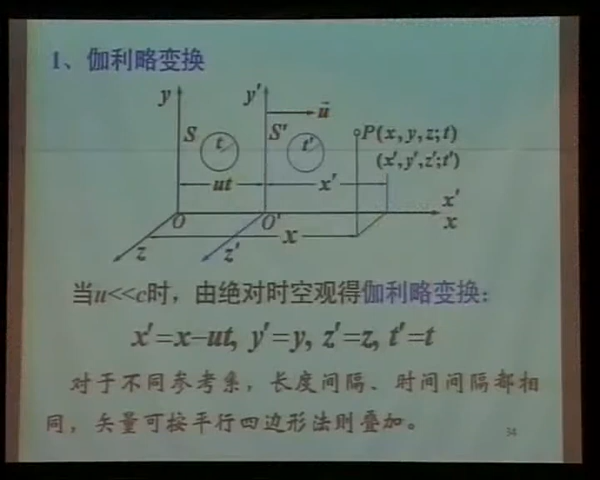 1、伽利略变换
y
y'
u⃗
S
t
S'
t'
P(x, y, z; t)
(x', y', z'; t')
ut
x'
x'
O
O'
x
x
z
z'
当u<<c时，由绝对时空观得伽利略变换：
x'=x−ut, y'=y, z'=z, t'=t
对于不同参考系，长度间隔、时间间隔都相
同，矢量可按平行四边形法则叠加。
34